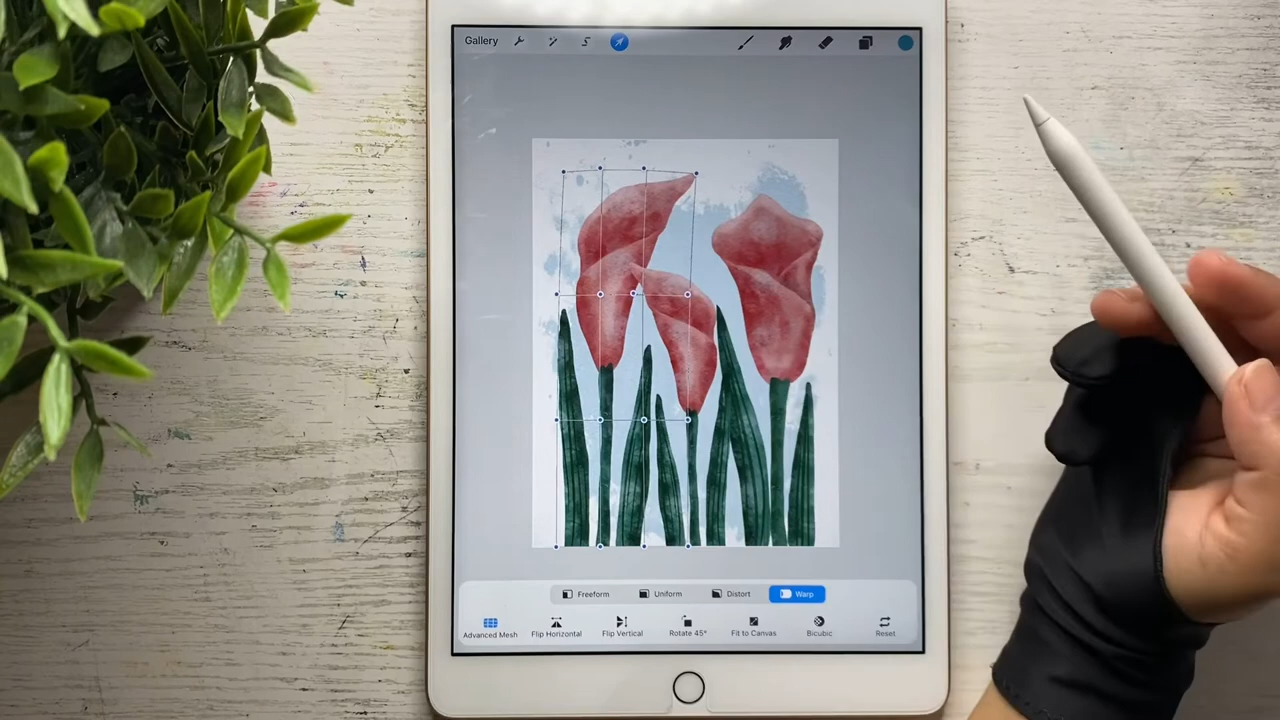 Gallery
Freeform Uniform Distort Warp
Advanced Mesh Flip Horizontal Flip Vertical Rotate 45° Fit to Canvas Bicubic Reset